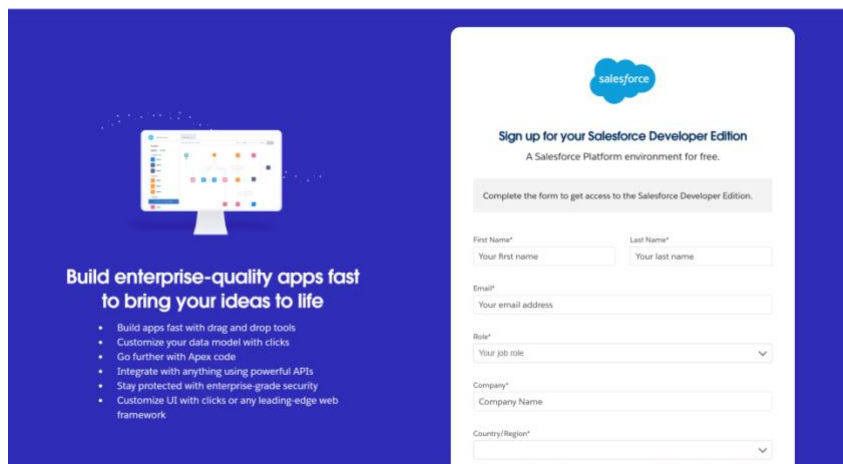 Build enterprise-quality apps fast
to bring your ideas to life
• Build apps fast with drag and drop tools
• Customize your data model with clicks
• Go further with Apex code
• Integrate with anything using powerful APIs
• Stay protected with enterprise-grade security
• Customize UI with clicks or any leading-edge web
framework
salesforce
Sign up for your Salesforce Developer Edition
A Salesforce Platform environment for free.
Complete the form to get access to the Salesforce Developer Edition.
First Name* Last Name*
Your first name Your last name
Email*
Your email address
Role*
Your job role
Company*
Company Name
Country/Region*